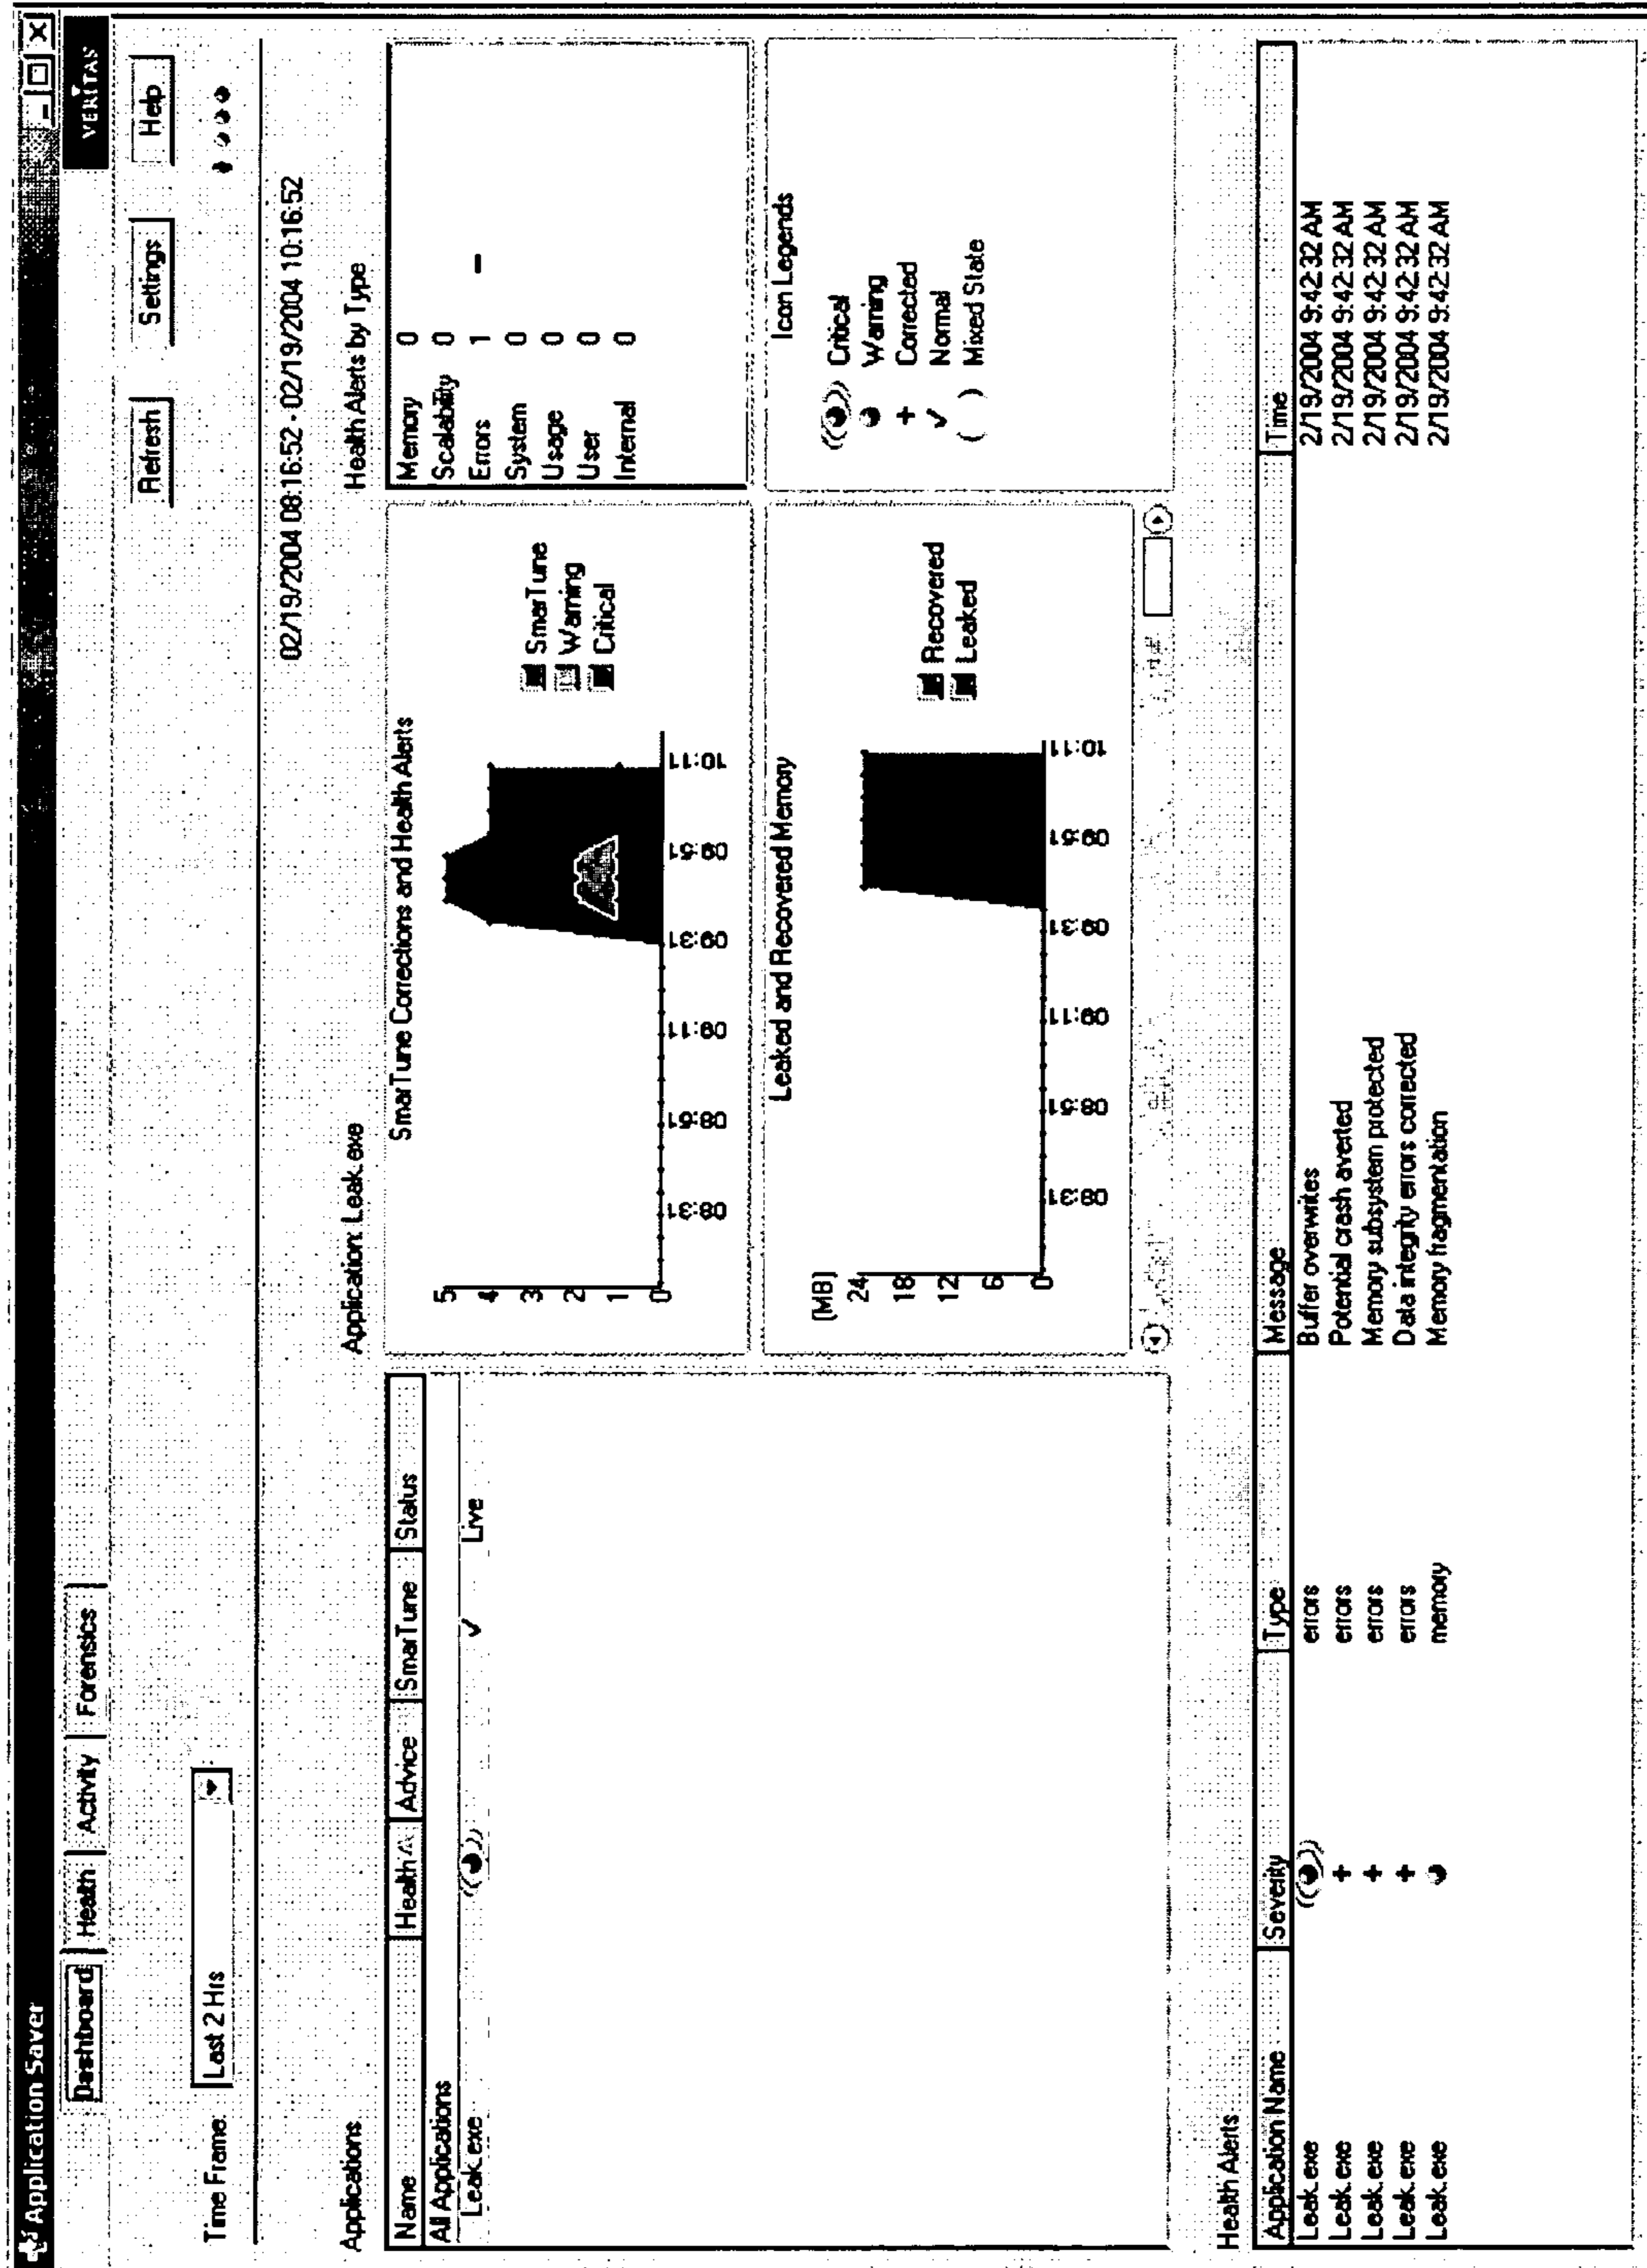 Application Saver
VERITAS
Dashboard Health Activity Forensics
Refresh Settings Help
Time Frame: Last 2 Hrs
02/19/2004 08:16:52 - 02/19/2004 10:16:52
Applications
Name Health Advice SmarTune Status
All Applications
Leak.exe Live
Application: Leak.exe
SmarTune Corrections and Health Alerts
5
4
3
2
1
0
08:31 08:51 09:11 09:31 09:51 10:11
SmarTune
Warning
Critical
Leaked and Recovered Memory
(MB)
24
18
12
6
0
08:31 08:51 09:11 09:31 09:51 10:11
Recovered
Leaked
Health Alerts by Type
Memory 0
Scalability 0
Errors 1
System 0
Usage 0
User 0
Internal 0
Icon Legends
Critical
Warning
Corrected
Normal
Mixed State
Health Alerts
Application Name Severity Type Message Time
Leak.exe errors Buffer overwrites 2/19/2004 9:42:32 AM
Leak.exe errors Potential crash averted 2/19/2004 9:42:32 AM
Leak.exe errors Memory subsystem protected 2/19/2004 9:42:32 AM
Leak.exe errors Data integrity errors corrected 2/19/2004 9:42:32 AM
Leak.exe memory Memory fragmentation 2/19/2004 9:42:32 AM